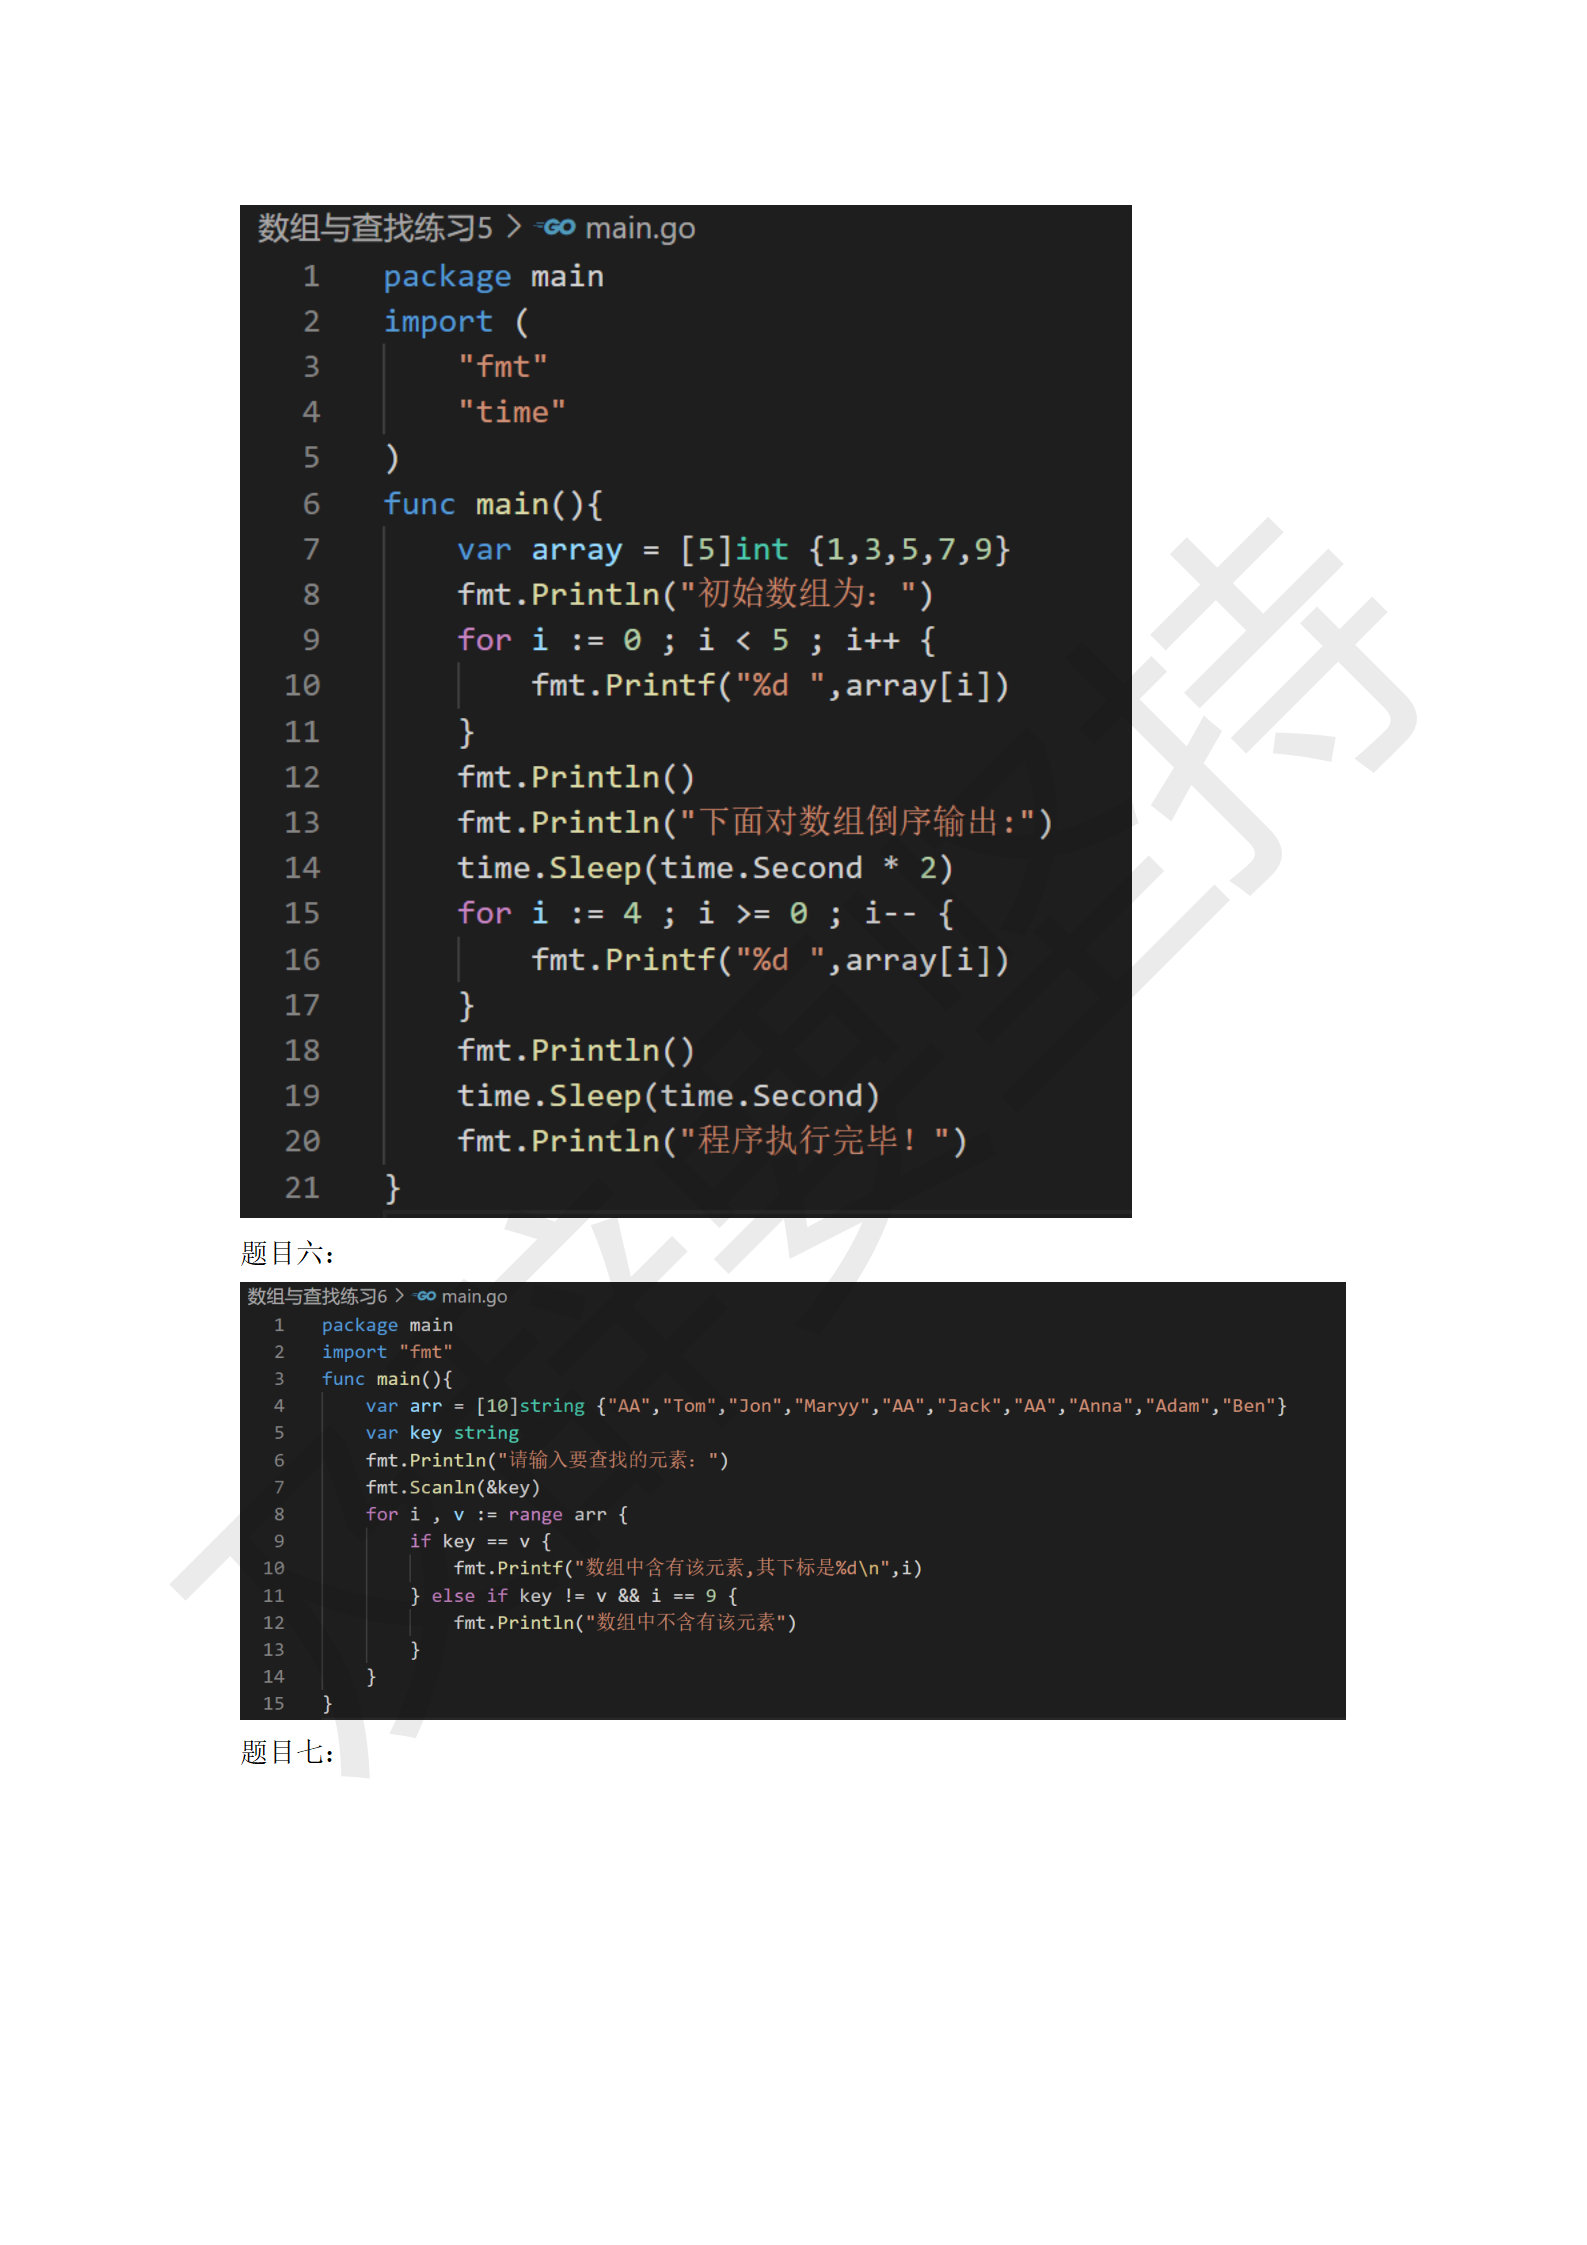 数组与查找练习5 > GO main.go
1 package main
2 import (
3 "fmt"
4 "time"
5 )
6 func main(){
7 var array = [5]int {1,3,5,7,9}
8 fmt.Println("初始数组为：")
9 for i := 0 ; i < 5 ; i++ {
10 fmt.Printf("%d ",array[i])
11 }
12 fmt.Println()
13 fmt.Println("下面对数组倒序输出:")
14 time.Sleep(time.Second * 2)
15 for i := 4 ; i >= 0 ; i-- {
16 fmt.Printf("%d ",array[i])
17 }
18 fmt.Println()
19 time.Sleep(time.Second)
20 fmt.Println("程序执行完毕！")
21 }
题目六：
数组与查找练习6 > GO main.go
1 package main
2 import "fmt"
3 func main(){
4 var arr = [10]string {"AA","Tom","Jon","Maryy","AA","Jack","AA","Anna","Adam","Ben"}
5 var key string
6 fmt.Println("请输入要查找的元素：")
7 fmt.Scanln(&key)
8 for i , v := range arr {
9 if key == v {
10 fmt.Printf("数组中含有该元素,其下标是%d\n",i)
11 } else if key != v && i == 9 {
12 fmt.Println("数组中不含有该元素")
13 }
14 }
15 }
题目七：